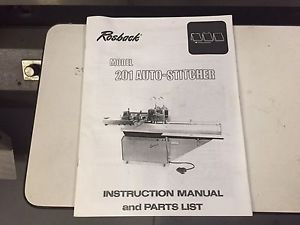 Rosback
MODEL
201 AUTO-STITCHER
INSTRUCTION MANUAL
and PARTS LIST